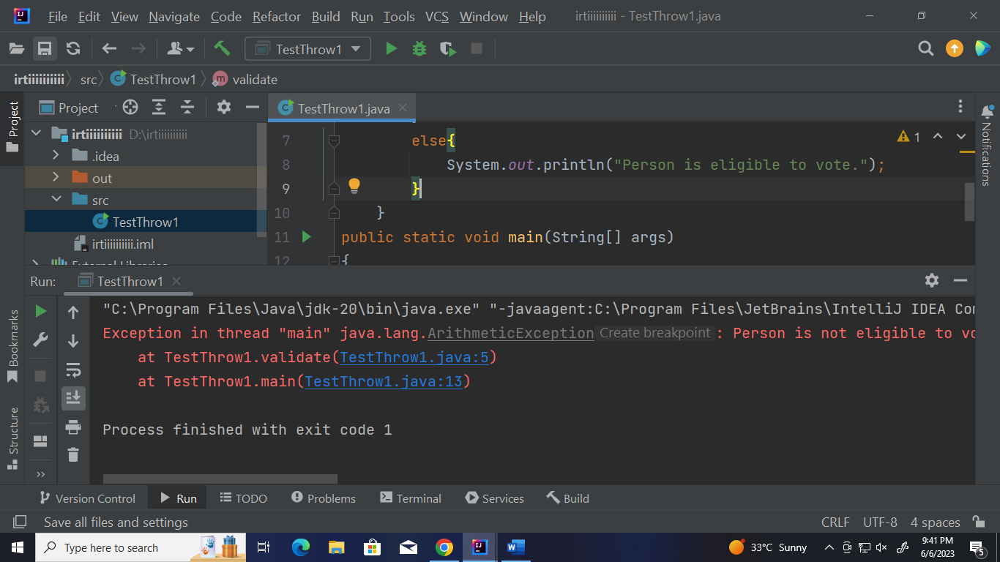 File Edit View Navigate Code Refactor Build Run Tools VCS Window Help irtiiiiiiiiii - TestThrow1.java
TestThrow1
irtiiiiiiiiii src TestThrow1 validate
Project
Project
TestThrow1.java
irtiiiiiiiiii D:\irtiiiiiiiiii
.idea
out
src
TestThrow1
irtiiiiiiiiii.iml
External Libraries
7 else{
8 System.out.println("Person is eligible to vote.");
9 }
10 }
11 public static void main(String[] args)
12 {
1
Notifications
Run: TestThrow1
"C:\Program Files\Java\jdk-20\bin\java.exe" "-javaagent:C:\Program Files\JetBrains\IntelliJ IDEA Com
Exception in thread "main" java.lang.ArithmeticException Create breakpoint : Person is not eligible to vo
at TestThrow1.validate(TestThrow1.java:5)
at TestThrow1.main(TestThrow1.java:13)
Process finished with exit code 1
Bookmarks
Structure
Version Control Run TODO Problems Terminal Services Build
Save all files and settings CRLF UTF-8 4 spaces
Type here to search
33°C Sunny
9:41 PM
6/6/2023
5